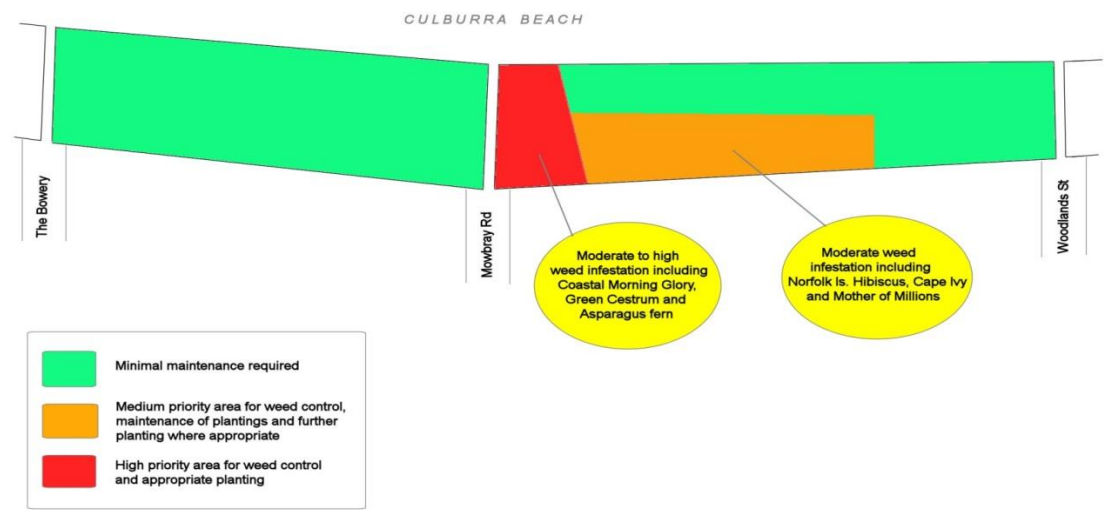 CULBURRA BEACH
The Bowery
Mowbray Rd
Woodlands St
Moderate to high
weed infestation including
Coastal Morning Glory,
Green Cestrum and
Asparagus fern
Moderate weed
infestation including
Norfolk Is. Hibiscus, Cape Ivy
and Mother of Millions
Minimal maintenance required
Medium priority area for weed control,
maintenance of plantings and further
planting where appropriate
High priority area for weed control
and appropriate planting